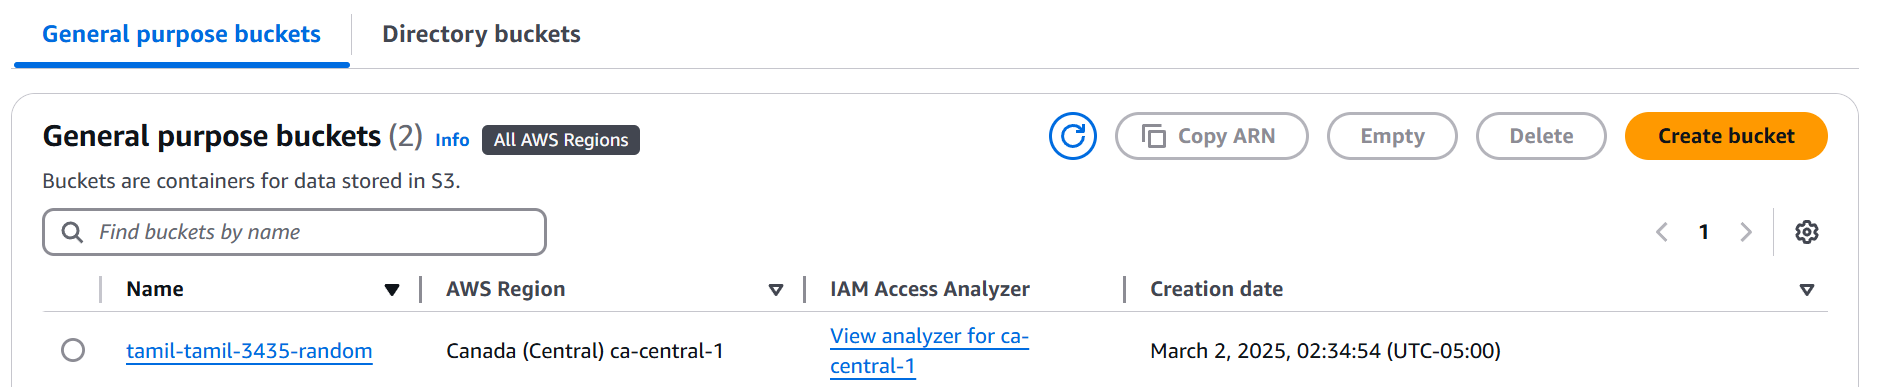 General purpose buckets
Directory buckets
General purpose buckets (2) Info All AWS Regions
Copy ARN
Empty
Delete
Create bucket
Buckets are containers for data stored in S3.
Find buckets by name
1
Name
AWS Region
IAM Access Analyzer
Creation date
tamil-tamil-3435-random
Canada (Central) ca-central-1
View analyzer for ca-
central-1
March 2, 2025, 02:34:54 (UTC-05:00)